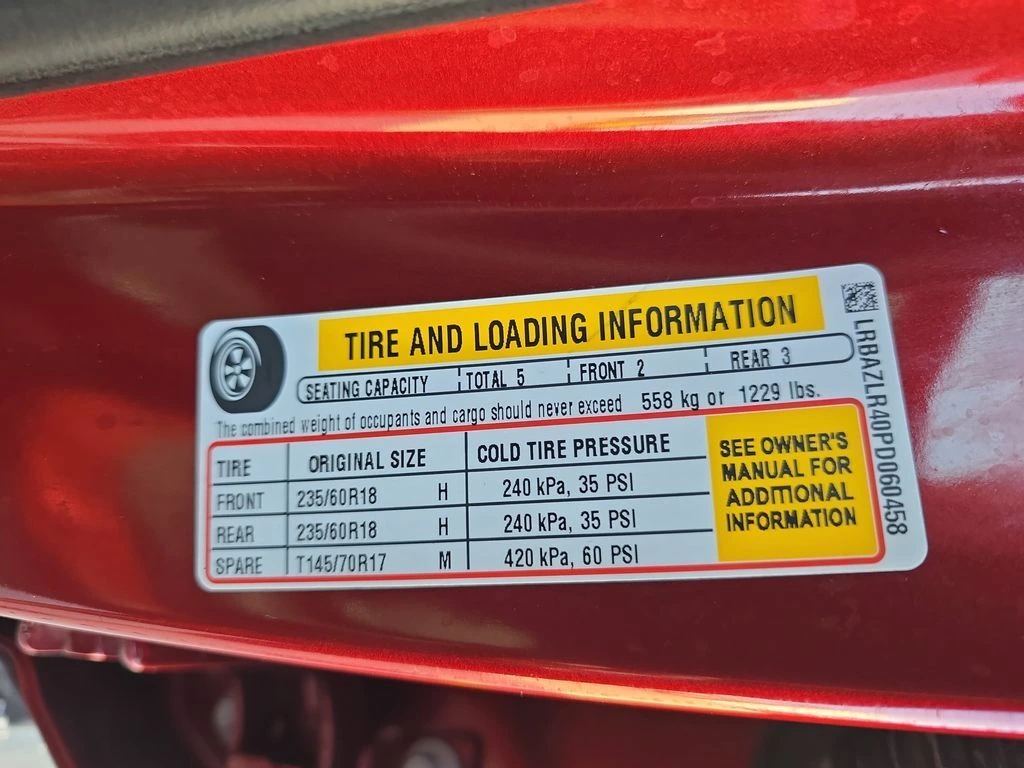 TIRE AND LOADING INFORMATION
SEATING CAPACITY TOTAL 5 FRONT 2 REAR 3
The combined weight of occupants and cargo should never exceed 558 kg or 1229 lbs.
TIRE ORIGINAL SIZE COLD TIRE PRESSURE
FRONT 235/60R18 H 240 kPa, 35 PSI
REAR 235/60R18 H 240 kPa, 35 PSI
SPARE T145/70R17 M 420 kPa, 60 PSI
SEE OWNER'S
MANUAL FOR
ADDITIONAL
INFORMATION
LRBAZLR40PD060458